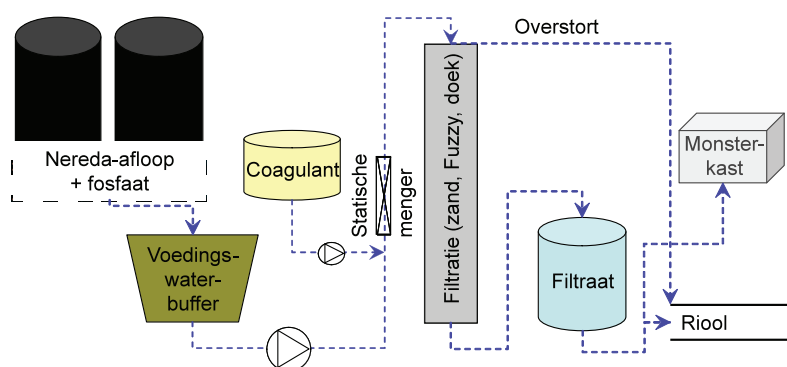 Overstort
Nereda-afloop
+ fosfaat
Coagulant
Statische
menger
Filtratie (zand, Fuzzy, doek)
Monster-
kast
Voedings-
water-
buffer
Filtraat
Riool